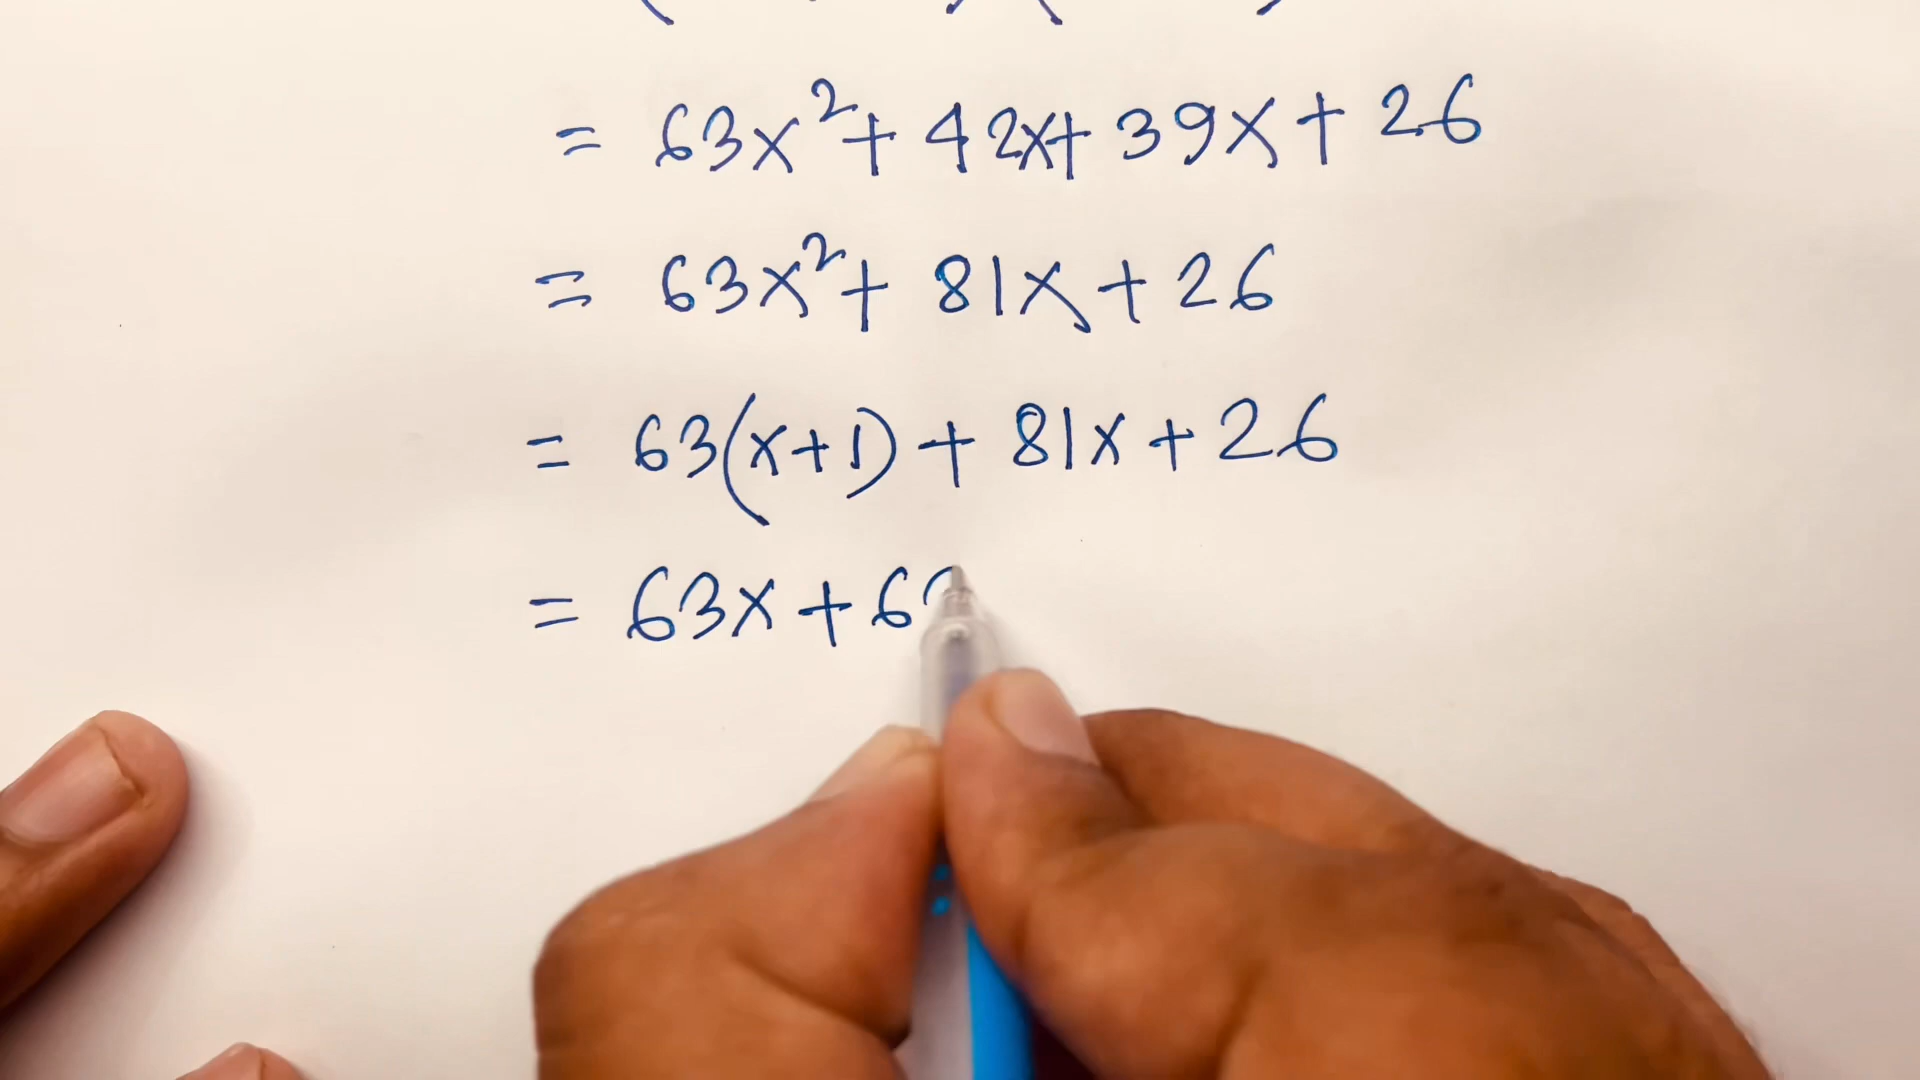 = 63x² + 42x + 39x + 26
= 63x² + 81x + 26
= 63(x+1) + 81x + 26
= 63x + 6